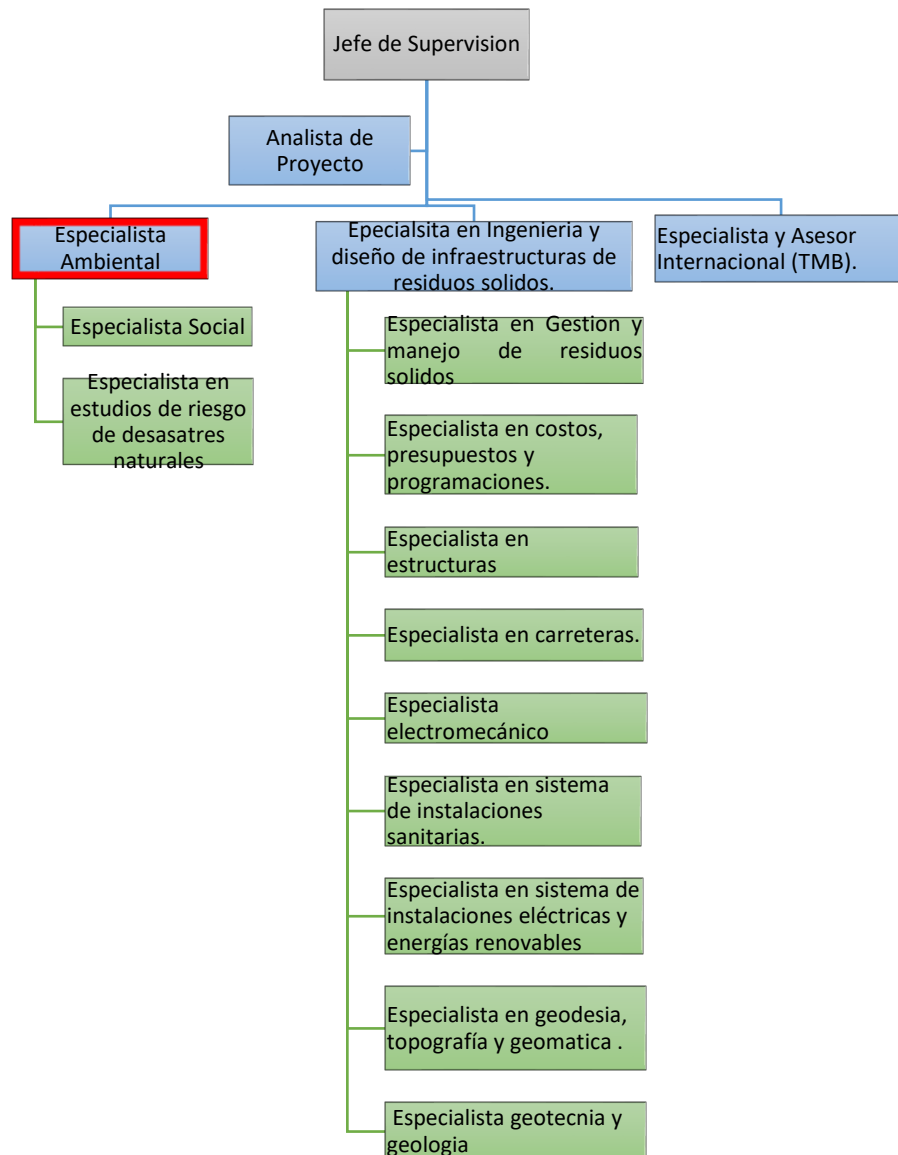 Jefe de Supervision
Analista de
Proyecto
Especialista
Ambiental
Epecialsita en Ingenieria y
diseño de infraestructuras de
residuos solidos.
Especialista y Asesor
Internacional (TMB).
Especialista Social
Especialista en
estudios de riesgo
de desasatres
naturales
Especialista en Gestion y
manejo de residuos
solidos
Especialista en costos,
presupuestos y
programaciones.
Especialista en
estructuras
Especialista en carreteras.
Especialista
electromecánico
Especialista en sistema
de instalaciones
sanitarias.
Especialista en sistema de
instalaciones eléctricas y
energías renovables
Especialista en geodesia,
topografía y geomatica .
Especialista geotecnia y
geologia